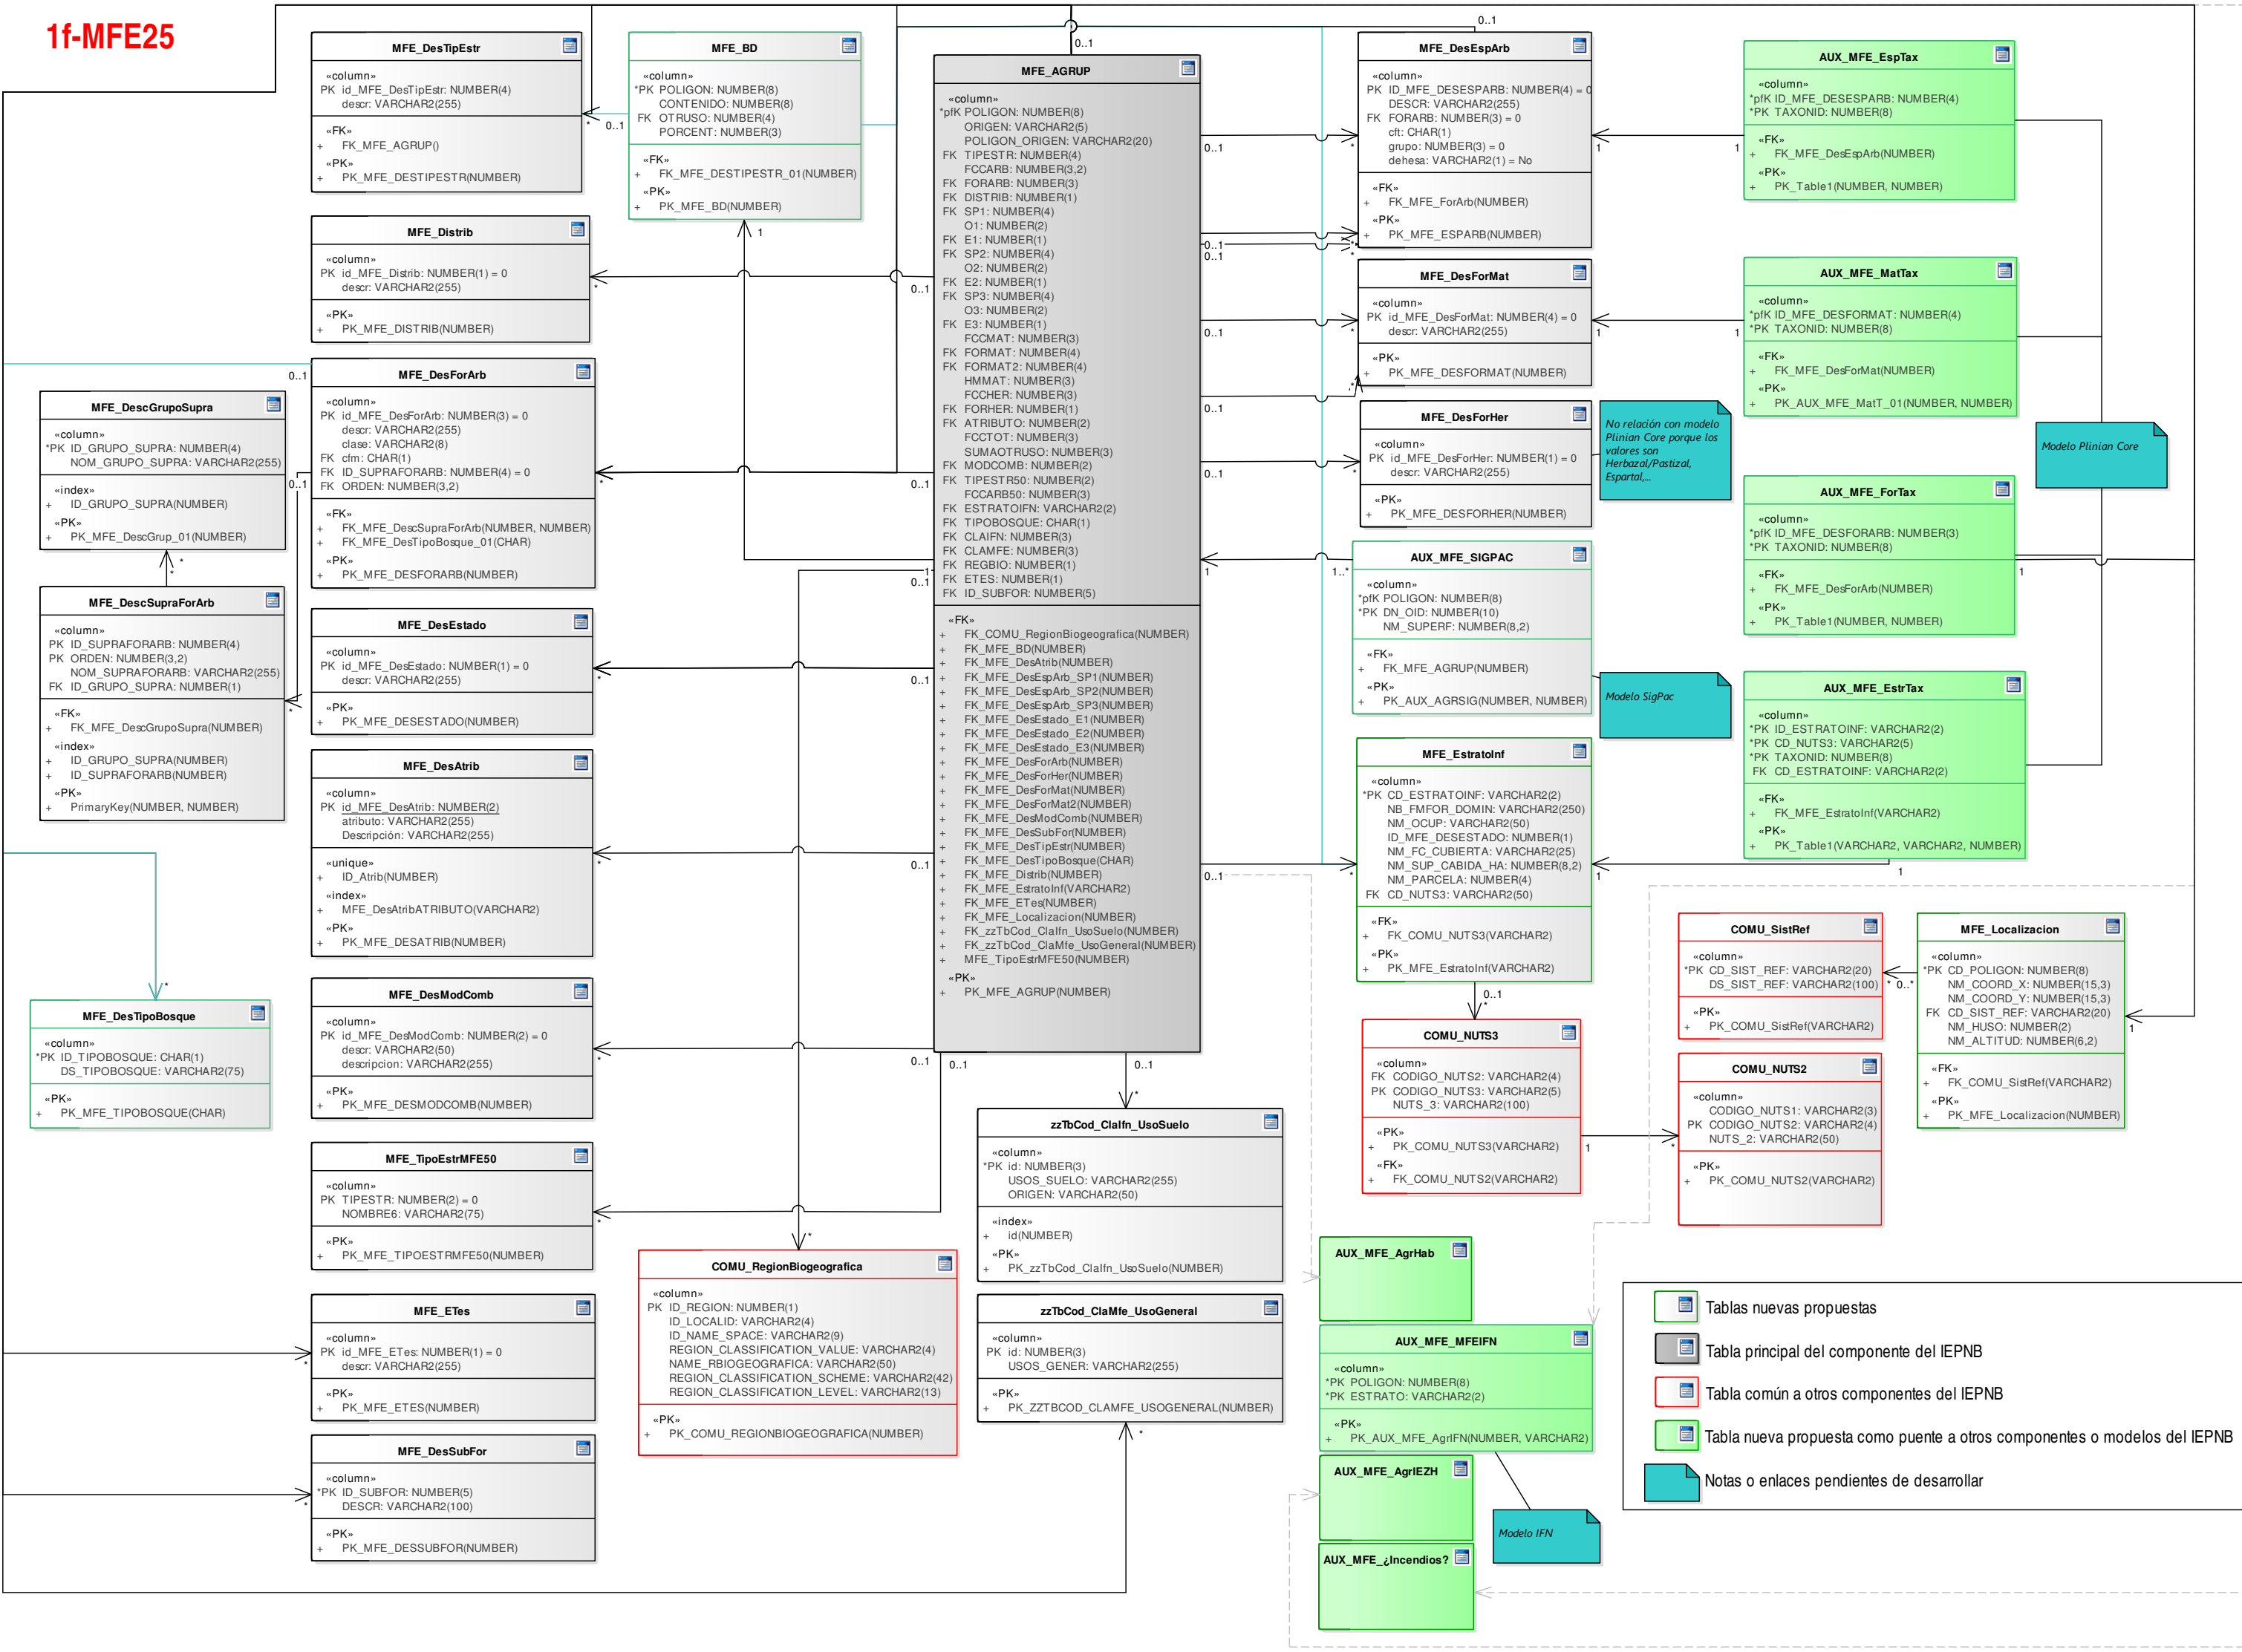 1f-MFE25
MFE_DesTipEstr
«column»
PK id_MFE_DesTipEstr: NUMBER(4)
descr: VARCHAR2(255)
«FK»
+ FK_MFE_AGRUP()
«PK»
+ PK_MFE_DESTIPESTR(NUMBER)
MFE_BD
«column»
*PK POLIGON: NUMBER(8)
CONTENIDO: NUMBER(8)
FK OTRUSO: NUMBER(4)
PORCENT: NUMBER(3)
«FK»
+ FK_MFE_DESTIPESTR_01(NUMBER)
«PK»
+ PK_MFE_BD(NUMBER)
MFE_Distrib
«column»
PK id_MFE_Distrib: NUMBER(1) = 0
descr: VARCHAR2(255)
«PK»
+ PK_MFE_DISTRIB(NUMBER)
MFE_DesForArb
«column»
PK id_MFE_DesForArb: NUMBER(3) = 0
descr: VARCHAR2(255)
clase: VARCHAR2(8)
FK cfm: CHAR(1)
FK ID_SUPRAFORARB: NUMBER(4) = 0
FK ORDEN: NUMBER(3,2)
«FK»
+ FK_MFE_DescSupraForArb(NUMBER, NUMBER)
+ FK_MFE_DesTipoBosque_01(CHAR)
«PK»
+ PK_MFE_DESFORARB(NUMBER)
MFE_DescGrupoSupra
«column»
*PK ID_GRUPO_SUPRA: NUMBER(4)
NOM_GRUPO_SUPRA: VARCHAR2(255)
«index»
+ ID_GRUPO_SUPRA(NUMBER)
«PK»
+ PK_MFE_DescGrup_01(NUMBER)
MFE_DescSupraForArb
«column»
PK ID_SUPRAFORARB: NUMBER(4)
PK ORDEN: NUMBER(3,2)
NOM_SUPRAFORARB: VARCHAR2(255)
FK ID_GRUPO_SUPRA: NUMBER(1)
«FK»
+ FK_MFE_DescGrupoSupra(NUMBER)
«index»
+ ID_GRUPO_SUPRA(NUMBER)
+ ID_SUPRAFORARB(NUMBER)
«PK»
+ PrimaryKey(NUMBER, NUMBER)
MFE_DesEstado
«column»
PK id_MFE_DesEstado: NUMBER(1) = 0
descr: VARCHAR2(255)
«PK»
+ PK_MFE_DESESTADO(NUMBER)
MFE_DesAtrib
«column»
PK id_MFE_DesAtrib: NUMBER(2)
atributo: VARCHAR2(255)
Descripción: VARCHAR2(255)
«unique»
+ ID_Atrib(NUMBER)
«index»
+ MFE_DesAtribATRIBUTO(VARCHAR2)
«PK»
+ PK_MFE_DESATRIB(NUMBER)
MFE_DesTipoBosque
«column»
*PK ID_TIPOBOSQUE: CHAR(1)
DS_TIPOBOSQUE: VARCHAR2(75)
«PK»
+ PK_MFE_TIPOBOSQUE(CHAR)
MFE_DesModComb
«column»
PK id_MFE_DesModComb: NUMBER(2) = 0
descr: VARCHAR2(50)
descripcion: VARCHAR2(255)
«PK»
+ PK_MFE_DESMODCOMB(NUMBER)
MFE_TipoEstrMFE50
«column»
PK TIPESTR: NUMBER(2) = 0
NOMBRE6: VARCHAR2(75)
«PK»
+ PK_MFE_TIPOESTRMFE50(NUMBER)
MFE_ETes
«column»
PK id_MFE_ETes: NUMBER(1) = 0
descr: VARCHAR2(255)
«PK»
+ PK_MFE_ETES(NUMBER)
MFE_DesSubFor
«column»
*PK ID_SUBFOR: NUMBER(5)
DESCR: VARCHAR2(100)
«PK»
+ PK_MFE_DESSUBFOR(NUMBER)
MFE_AGRUP
«column»
*pfK POLIGON: NUMBER(8)
ORIGEN: VARCHAR2(5)
POLIGON_ORIGEN: VARCHAR2(20)
FK TIPESTR: NUMBER(4)
FCCARB: NUMBER(3,2)
FK FORARB: NUMBER(3)
FK DISTRIB: NUMBER(1)
FK SP1: NUMBER(4)
O1: NUMBER(2)
FK E1: NUMBER(1)
FK SP2: NUMBER(4)
O2: NUMBER(2)
FK E2: NUMBER(1)
FK SP3: NUMBER(4)
O3: NUMBER(2)
FK E3: NUMBER(1)
FCCMAT: NUMBER(3)
FK FORMAT: NUMBER(4)
FK FORMAT2: NUMBER(4)
HMMAT: NUMBER(3)
FCCHER: NUMBER(3)
FK FORHER: NUMBER(1)
FK ATRIBUTO: NUMBER(2)
FCCTOT: NUMBER(3)
SUMAOTRUSO: NUMBER(3)
FK MODCOMB: NUMBER(2)
FK TIPESTR50: NUMBER(2)
FCCARB50: NUMBER(3)
FK ESTRATOIFN: VARCHAR2(2)
FK TIPOBOSQUE: CHAR(1)
FK CLAIFN: NUMBER(3)
FK CLAMFE: NUMBER(3)
FK REGBIO: NUMBER(1)
FK ETES: NUMBER(1)
FK ID_SUBFOR: NUMBER(5)
«FK»
+ FK_COMU_RegionBiogeografica(NUMBER)
+ FK_MFE_BD(NUMBER)
+ FK_MFE_DesAtrib(NUMBER)
+ FK_MFE_DesEspArb_SP1(NUMBER)
+ FK_MFE_DesEspArb_SP2(NUMBER)
+ FK_MFE_DesEspArb_SP3(NUMBER)
+ FK_MFE_DesEstado_E1(NUMBER)
+ FK_MFE_DesEstado_E2(NUMBER)
+ FK_MFE_DesEstado_E3(NUMBER)
+ FK_MFE_DesForArb(NUMBER)
+ FK_MFE_DesForHer(NUMBER)
+ FK_MFE_DesForMat(NUMBER)
+ FK_MFE_DesForMat2(NUMBER)
+ FK_MFE_DesModComb(NUMBER)
+ FK_MFE_DesSubFor(NUMBER)
+ FK_MFE_DesTipEstr(NUMBER)
+ FK_MFE_DesTipoBosque(CHAR)
+ FK_MFE_Distrib(NUMBER)
+ FK_MFE_EstratoInf(VARCHAR2)
+ FK_MFE_ETes(NUMBER)
+ FK_MFE_Localizacion(NUMBER)
+ FK_zzTbCod_ClaIfn_UsoSuelo(NUMBER)
+ FK_zzTbCod_ClaMfe_UsoGeneral(NUMBER)
+ MFE_TipoEstrMFE50(NUMBER)
«PK»
+ PK_MFE_AGRUP(NUMBER)
COMU_RegionBiogeografica
«column»
PK ID_REGION: NUMBER(1)
ID_LOCALID: VARCHAR2(4)
ID_NAME_SPACE: VARCHAR2(9)
REGION_CLASSIFICATION_VALUE: VARCHAR2(4)
NAME_RBIOGEOGRAFICA: VARCHAR2(50)
REGION_CLASSIFICATION_SCHEME: VARCHAR2(42)
REGION_CLASSIFICATION_LEVEL: VARCHAR2(13)
«PK»
+ PK_COMU_REGIONBIOGEOGRAFICA(NUMBER)
zzTbCod_ClaIfn_UsoSuelo
«column»
*PK id: NUMBER(3)
USOS_SUELO: VARCHAR2(255)
ORIGEN: VARCHAR2(50)
«index»
+ id(NUMBER)
«PK»
+ PK_zzTbCod_ClaIfn_UsoSuelo(NUMBER)
zzTbCod_ClaMfe_UsoGeneral
«column»
PK id: NUMBER(3)
USOS_GENER: VARCHAR2(255)
«PK»
+ PK_ZZTBCOD_CLAMFE_USOGENERAL(NUMBER)
MFE_DesEspArb
«column»
PK ID_MFE_DESESPARB: NUMBER(4) = 0
DESCR: VARCHAR2(255)
FK FORARB: NUMBER(3) = 0
cft: CHAR(1)
grupo: NUMBER(3) = 0
dehesa: VARCHAR2(1) = No
«FK»
+ FK_MFE_ForArb(NUMBER)
«PK»
+ PK_MFE_ESPARB(NUMBER)
MFE_DesForMat
«column»
PK id_MFE_DesForMat: NUMBER(4) = 0
descr: VARCHAR2(255)
«PK»
+ PK_MFE_DESFORMAT(NUMBER)
MFE_DesForHer
«column»
PK id_MFE_DesForHer: NUMBER(1) = 0
descr: VARCHAR2(255)
«PK»
+ PK_MFE_DESFORHER(NUMBER)
No relación con modelo
Plinian Core porque los
valores son
Herbazal/Pastizal,
Espartal,...
AUX_MFE_SIGPAC
«column»
*pfK POLIGON: NUMBER(8)
*PK DN_OID: NUMBER(10)
NM_SUPERF: NUMBER(8,2)
«FK»
+ FK_MFE_AGRUP(NUMBER)
«PK»
+ PK_AUX_AGRSIG(NUMBER, NUMBER)
Modelo SigPac
MFE_EstratoInf
«column»
*PK CD_ESTRATOINF: VARCHAR2(2)
NB_FMFOR_DOMIN: VARCHAR2(250)
NM_OCUP: VARCHAR2(50)
ID_MFE_DESESTADO: NUMBER(1)
NM_FC_CUBIERTA: VARCHAR2(25)
NM_SUP_CABIDA_HA: NUMBER(8,2)
NM_PARCELA: NUMBER(4)
FK CD_NUTS3: VARCHAR2(50)
«FK»
+ FK_COMU_NUTS3(VARCHAR2)
«PK»
+ PK_MFE_EstratoInf(VARCHAR2)
COMU_NUTS3
«column»
FK CODIGO_NUTS2: VARCHAR2(4)
PK CODIGO_NUTS3: VARCHAR2(5)
NUTS_3: VARCHAR2(100)
«PK»
+ PK_COMU_NUTS3(VARCHAR2)
«FK»
+ FK_COMU_NUTS2(VARCHAR2)
AUX_MFE_EspTax
«column»
*pfK ID_MFE_DESESPARB: NUMBER(4)
*PK TAXONID: NUMBER(8)
«FK»
+ FK_MFE_DesEspArb(NUMBER)
«PK»
+ PK_Table1(NUMBER, NUMBER)
AUX_MFE_MatTax
«column»
*pfK ID_MFE_DESFORMAT: NUMBER(4)
*PK TAXONID: NUMBER(8)
«FK»
+ FK_MFE_DesForMat(NUMBER)
«PK»
+ PK_AUX_MFE_MatT_01(NUMBER, NUMBER)
Modelo Plinian Core
AUX_MFE_ForTax
«column»
*pfK ID_MFE_DESFORARB: NUMBER(3)
*PK TAXONID: NUMBER(8)
«FK»
+ FK_MFE_DesForArb(NUMBER)
«PK»
+ PK_Table1(NUMBER, NUMBER)
AUX_MFE_EstrTax
«column»
*PK ID_ESTRATOINF: VARCHAR2(2)
*PK CD_NUTS3: VARCHAR2(5)
*PK TAXONID: NUMBER(8)
FK CD_ESTRATOINF: VARCHAR2(2)
«FK»
+ FK_MFE_EstratoInf(VARCHAR2)
«PK»
+ PK_Table1(VARCHAR2, VARCHAR2, NUMBER)
COMU_SistRef
«column»
*PK CD_SIST_REF: VARCHAR2(20)
DS_SIST_REF: VARCHAR2(100)
«PK»
+ PK_COMU_SistRef(VARCHAR2)
MFE_Localizacion
«column»
*PK CD_POLIGON: NUMBER(8)
NM_COORD_X: NUMBER(15,3)
NM_COORD_Y: NUMBER(15,3)
FK CD_SIST_REF: VARCHAR2(20)
NM_HUSO: NUMBER(2)
NM_ALTITUD: NUMBER(6,2)
«FK»
+ FK_COMU_SistRef(VARCHAR2)
«PK»
+ PK_MFE_Localizacion(NUMBER)
COMU_NUTS2
«column»
CODIGO_NUTS1: VARCHAR2(3)
PK CODIGO_NUTS2: VARCHAR2(4)
NUTS_2: VARCHAR2(50)
«PK»
+ PK_COMU_NUTS2(VARCHAR2)
AUX_MFE_AgrHab
AUX_MFE_MFEIFN
«column»
*PK POLIGON: NUMBER(8)
*PK ESTRATO: VARCHAR2(2)
«PK»
+ PK_AUX_MFE_AgrIFN(NUMBER, VARCHAR2)
AUX_MFE_AgrIEZH
Modelo IFN
AUX_MFE_¿Incendios?
Tablas nuevas propuestas
Tabla principal del componente del IEPNB
Tabla común a otros componentes del IEPNB
Tabla nueva propuesta como puente a otros componentes o modelos del IEPNB
Notas o enlaces pendientes de desarrollar